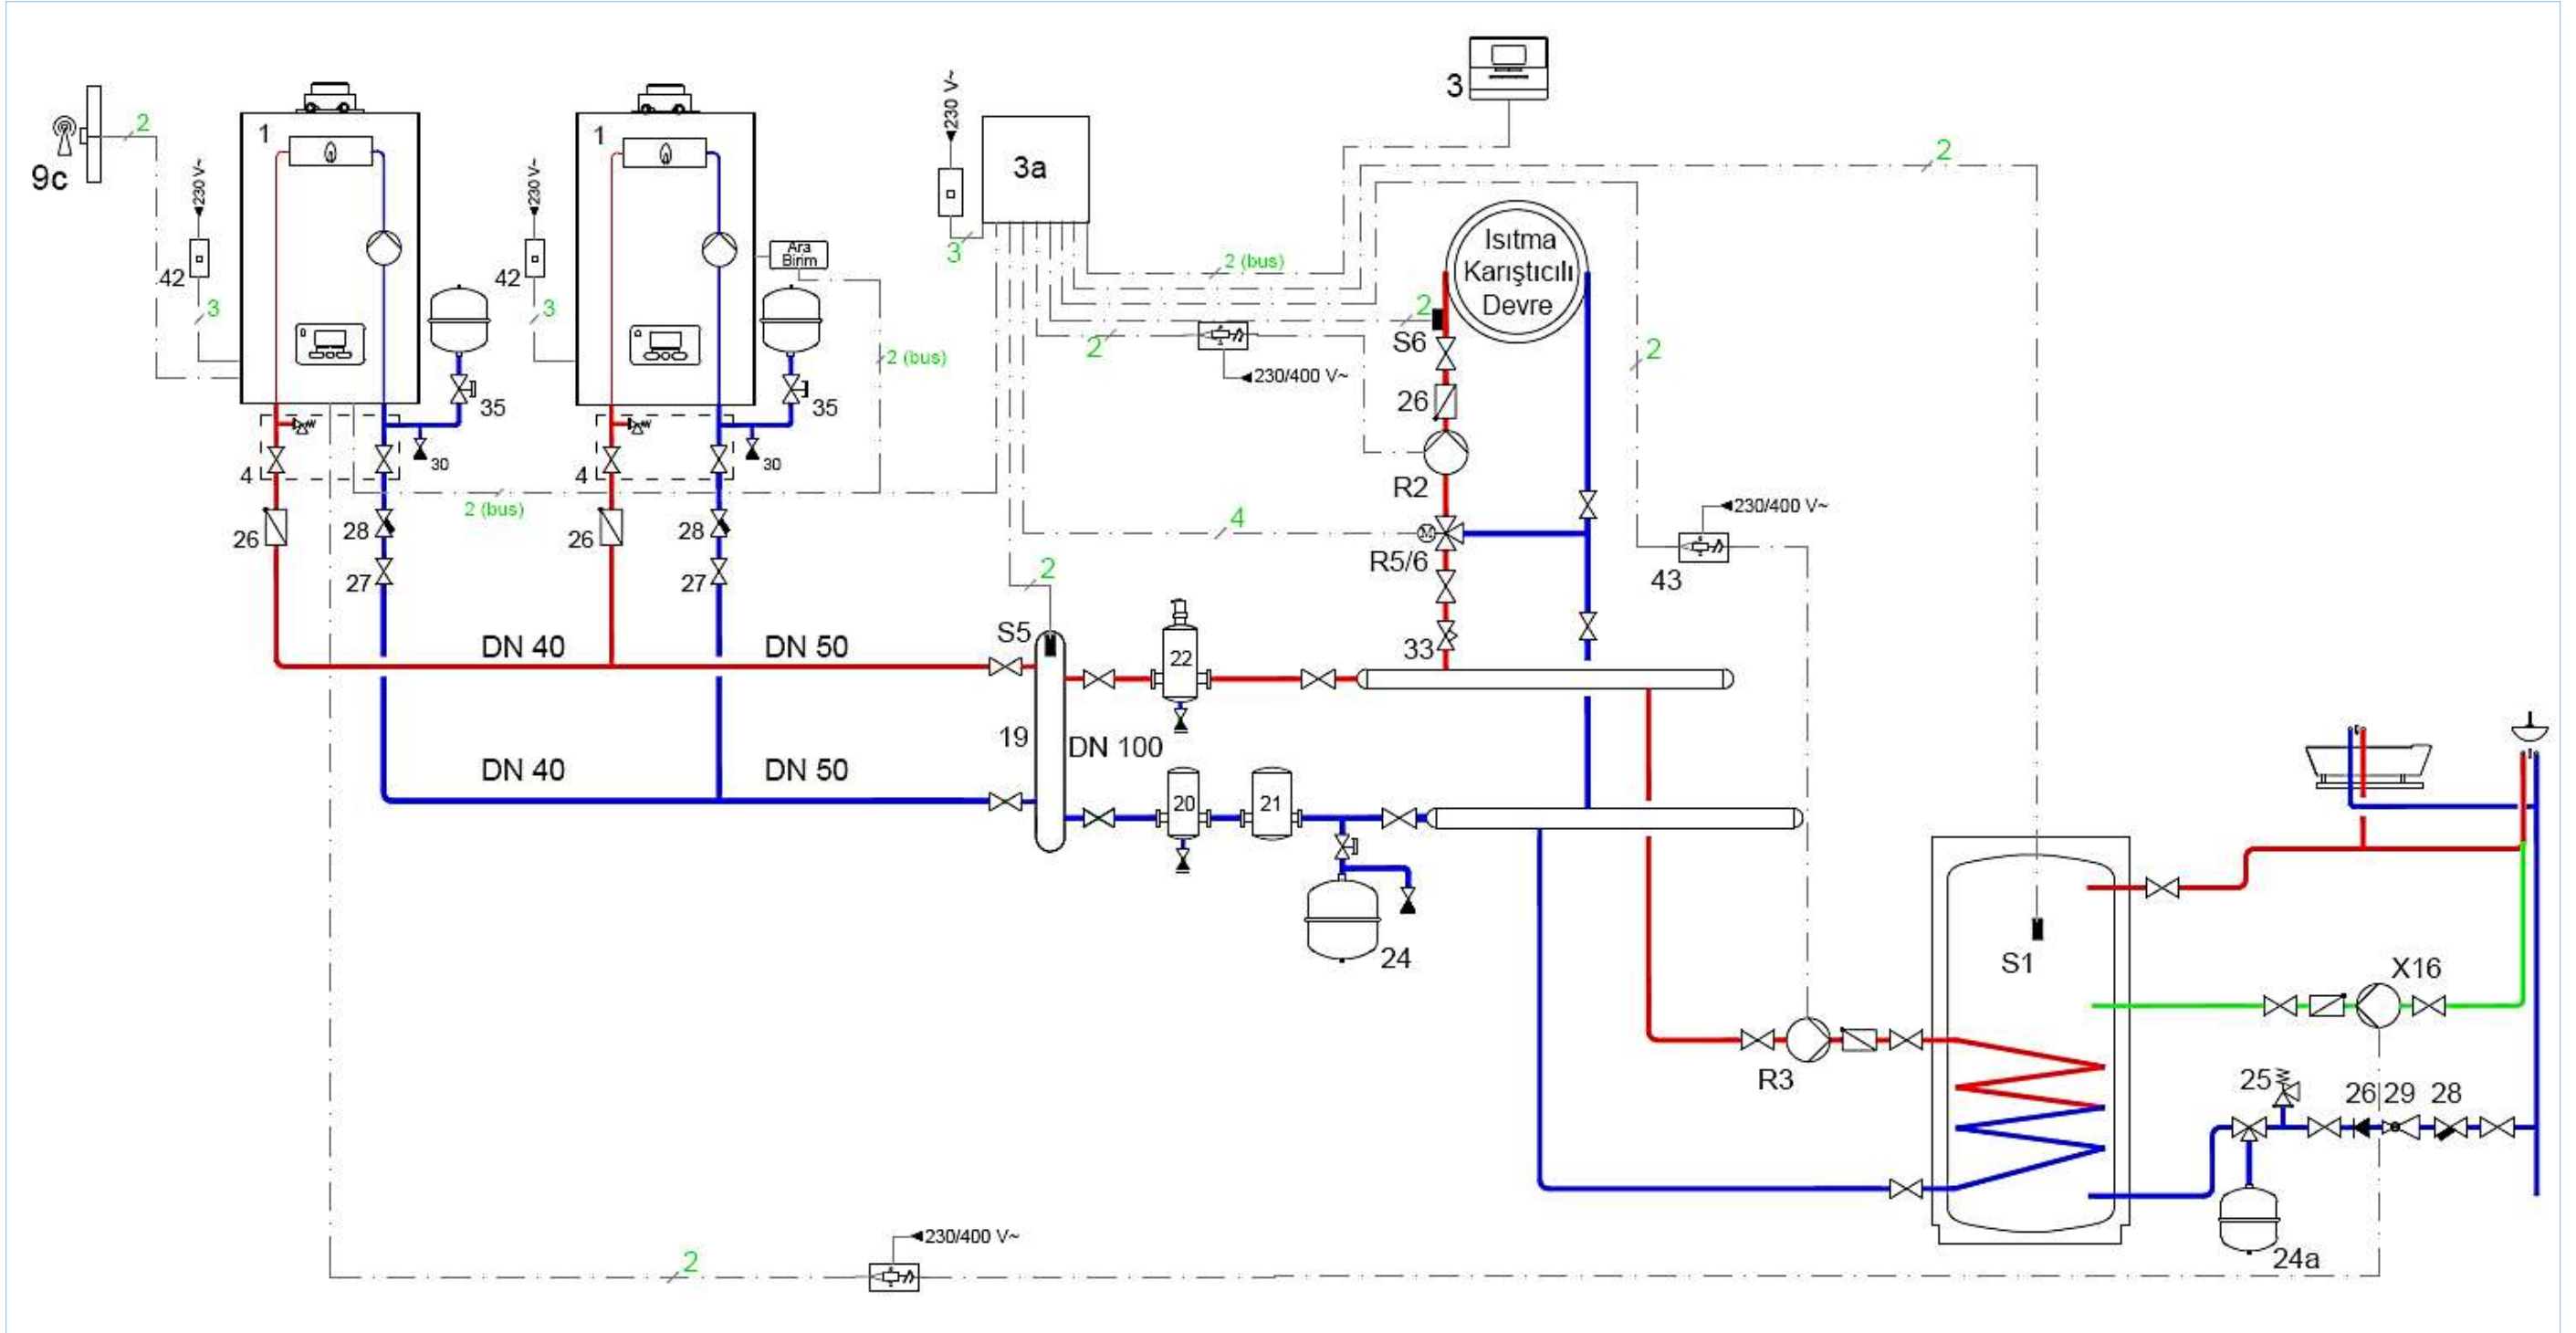 3
230 V~
9c
2
1
1
3a
2
230 V~
230 V~
42
3
42
3
Ara
Birim
3
2 (bus)
Isıtma
Karıştıcılı
Devre
2
S6
2
230/400 V~
2
2 (bus)
35
35
26
4
30
4
30
R2
2 (bus)
4
230/400 V~
26
28
26
28
M
R5/6
43
27
27
2
S5
33
DN 40
DN 50
22
19
DN 100
DN 40
DN 50
20
21
24
S1
X16
R3
25
26
29
28
24a
230/400 V~
2